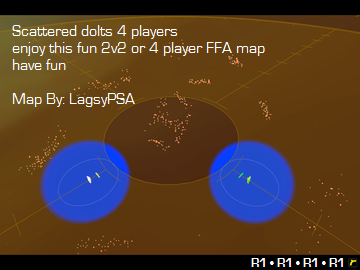 Scattered dolts 4 players
enjoy this fun 2v2 or 4 player FFA map
have fun
Map By: LagsyPSA
R1 • R1 • R1 • R1 r